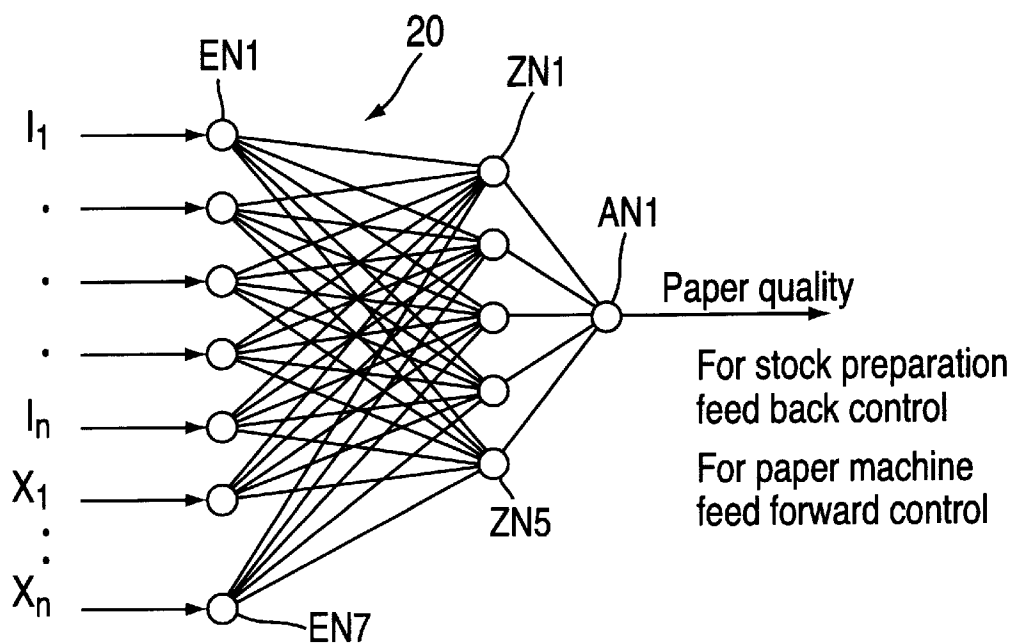 20
EN1
ZN1
I1
.
.
.
In
X1
.
.
Xn
AN1
Paper quality
For stock preparation
feed back control
For paper machine
feed forward control
ZN5
EN7